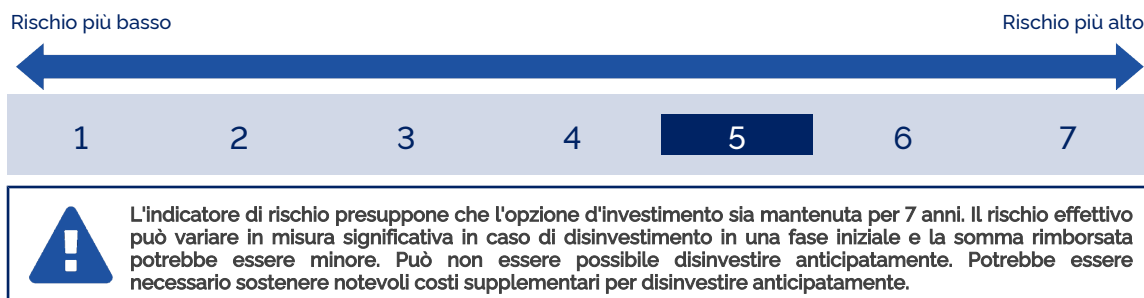 Rischio più basso Rischio più alto
1 2 3 4 5 6 7
L'indicatore di rischio presuppone che l'opzione d'investimento sia mantenuta per 7 anni. Il rischio effettivo
può variare in misura significativa in caso di disinvestimento in una fase iniziale e la somma rimborsata
potrebbe essere minore. Può non essere possibile disinvestire anticipatamente. Potrebbe essere
necessario sostenere notevoli costi supplementari per disinvestire anticipatamente.